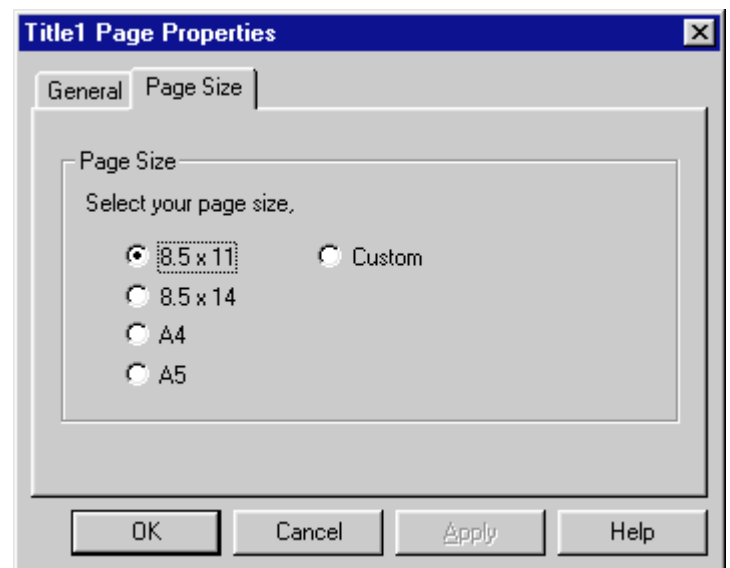 Title1 Page Properties
General Page Size
Page Size
Select your page size,
8.5 x 11 Custom
8.5 x 14
A4
A5
OK Cancel Apply Help